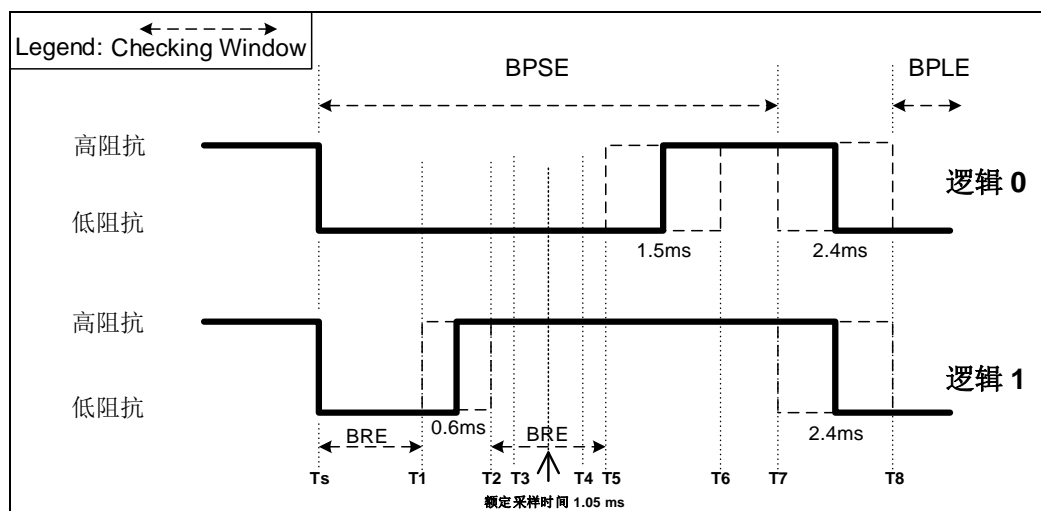 Legend: Checking Window
BPSE
BPLE
高阻抗
逻辑 0
低阻抗
1.5ms
2.4ms
高阻抗
逻辑 1
低阻抗
0.6ms
2.4ms
BRE
BRE
Ts T1 T2 T3 T4 T5 T6 T7 T8
额定采样时间 1.05 ms